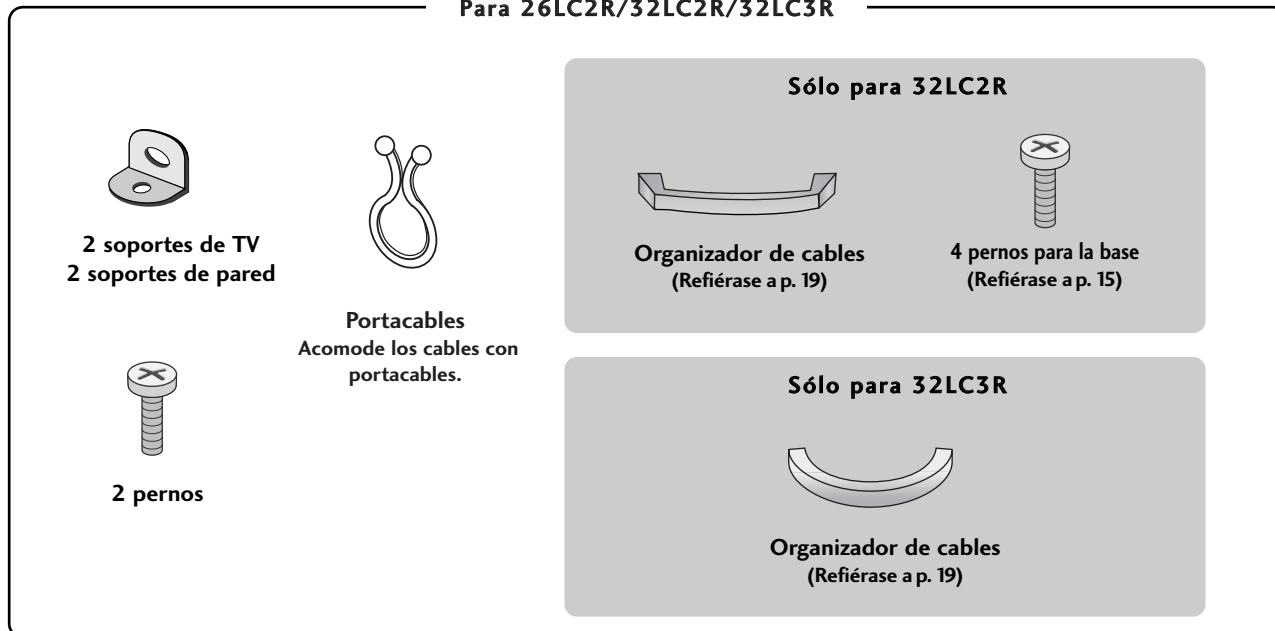 Para 26LC2R/32LC2R/32LC3R
2 soportes de TV
2 soportes de pared
2 pernos
Portacables
Acomode los cables con
portacables.
Sólo para 32LC2R
Organizador de cables
(Refiérase a p. 19)
4 pernos para la base
(Refiérase a p. 15)
Sólo para 32LC3R
Organizador de cables
(Refiérase a p. 19)